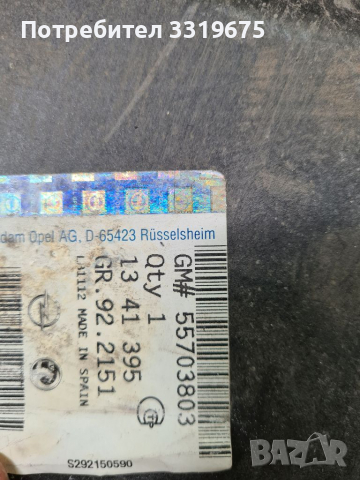 Потребител 3319675
dam Opel AG, D-65423 Rüsselsheim
GM# 55703803
Qty 1
13 41 395
GR.92.2151
MADE IN SPAIN
S292150590
BAZAR